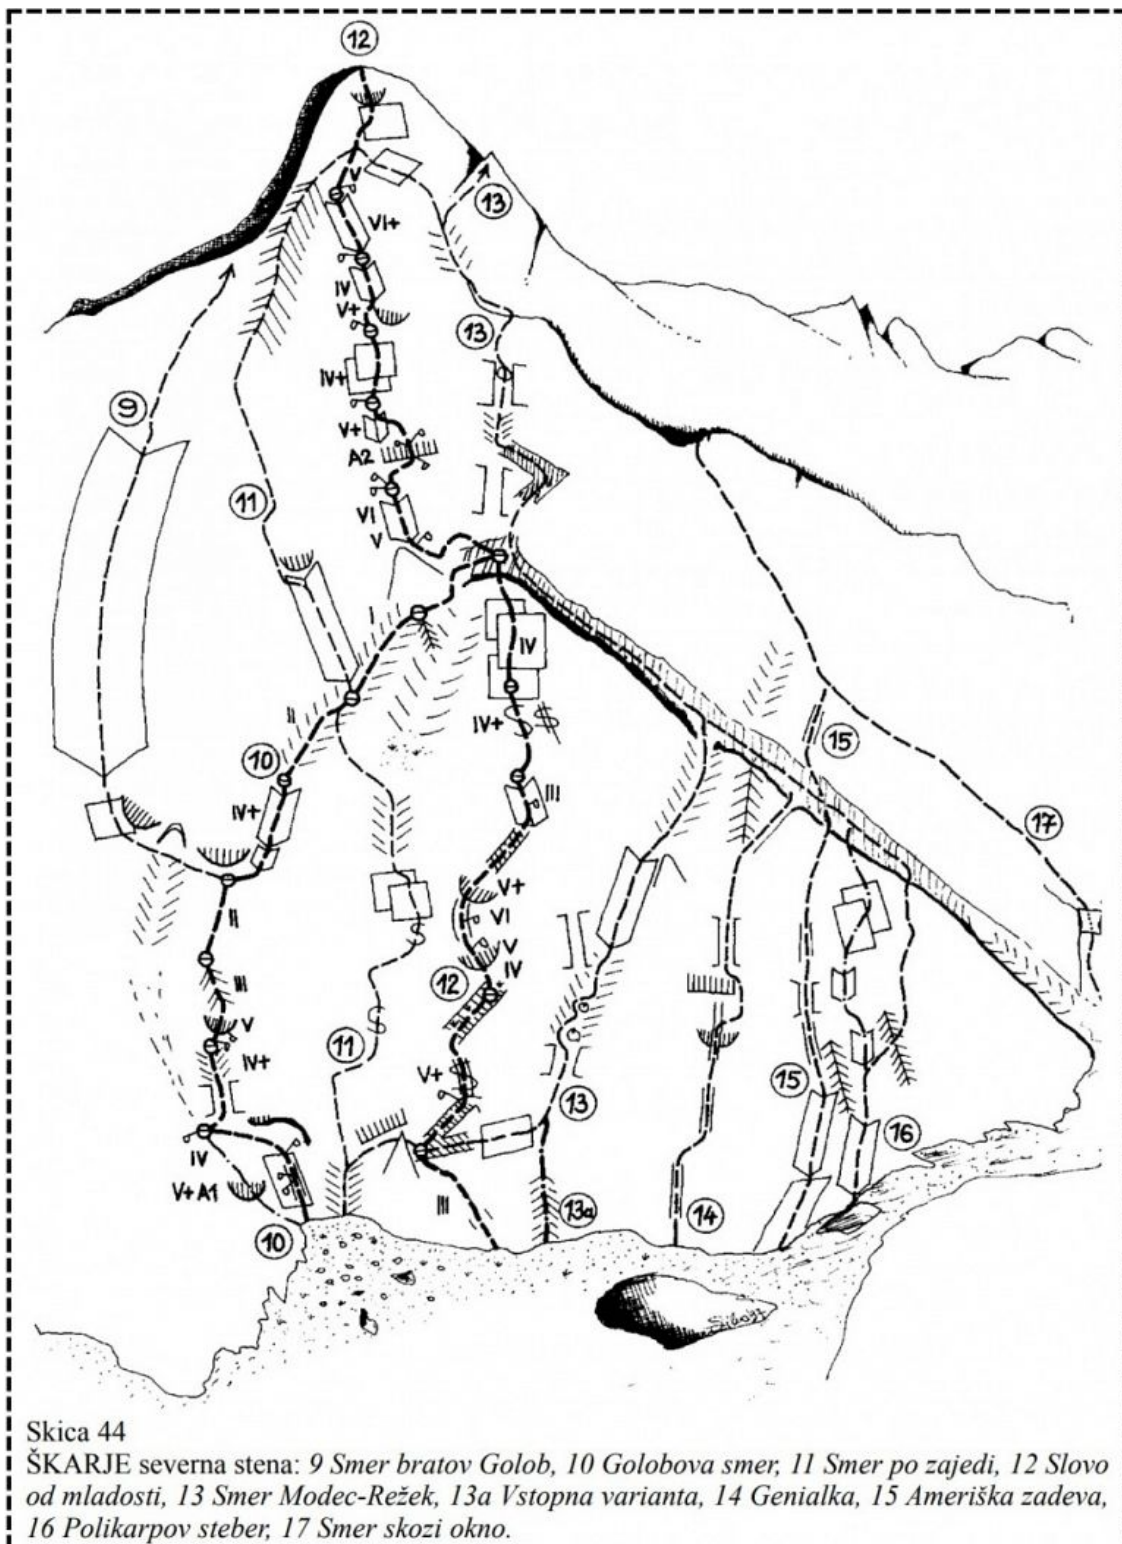 12
V
13
VI+
IV
V+
13
IV+
9
V+
A2
11
VI
V
IV
IV+
15
10
III
II
IV+
17
V+
VI
II
V
12
IV
III
V
11
IV+
V+
15
13
16
IV
V+A1
III
13a
14
10
Skica 44
ŠKARJE severna stena: 9 Smer bratov Golob, 10 Golobova smer, 11 Smer po zajedi, 12 Slovo
od mladosti, 13 Smer Modec-Režek, 13a Vstopna varianta, 14 Genialka, 15 Ameriška zadeva,
16 Polikarpov steber, 17 Smer skozi okno.